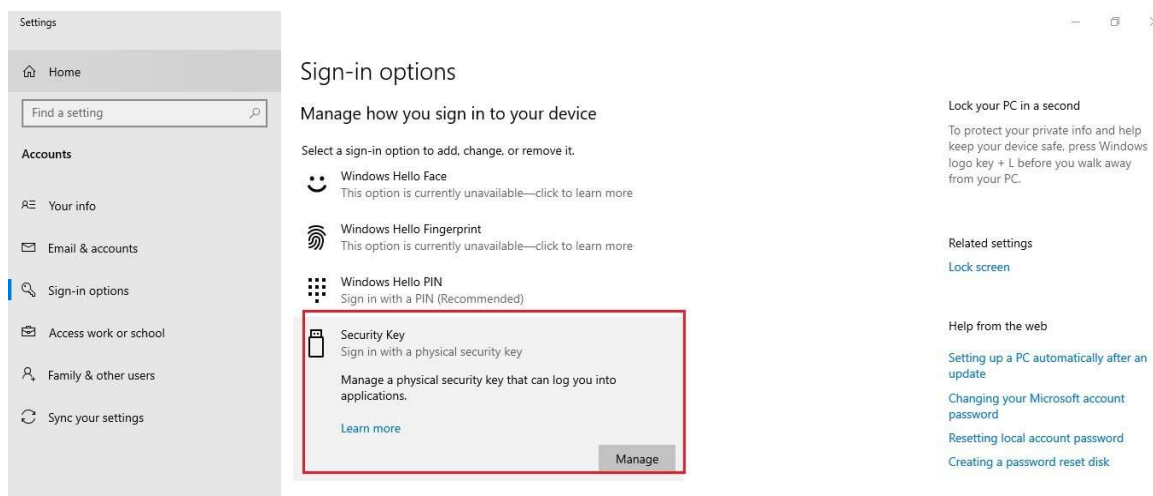 Settings
Home
Find a setting
Accounts
Your info
Email & accounts
Sign-in options
Access work or school
Family & other users
Sync your settings
Sign-in options
Manage how you sign in to your device
Select a sign-in option to add, change, or remove it.
Windows Hello Face
This option is currently unavailable—click to learn more
Windows Hello Fingerprint
This option is currently unavailable—click to learn more
Windows Hello PIN
Sign in with a PIN (Recommended)
Security Key
Sign in with a physical security key
Manage a physical security key that can log you into
applications.
Learn more
Manage
Lock your PC in a second
To protect your private info and help
keep your device safe, press Windows
logo key + L before you walk away
from your PC.
Related settings
Lock screen
Help from the web
Setting up a PC automatically after an
update
Changing your Microsoft account
password
Resetting local account password
Creating a password reset disk